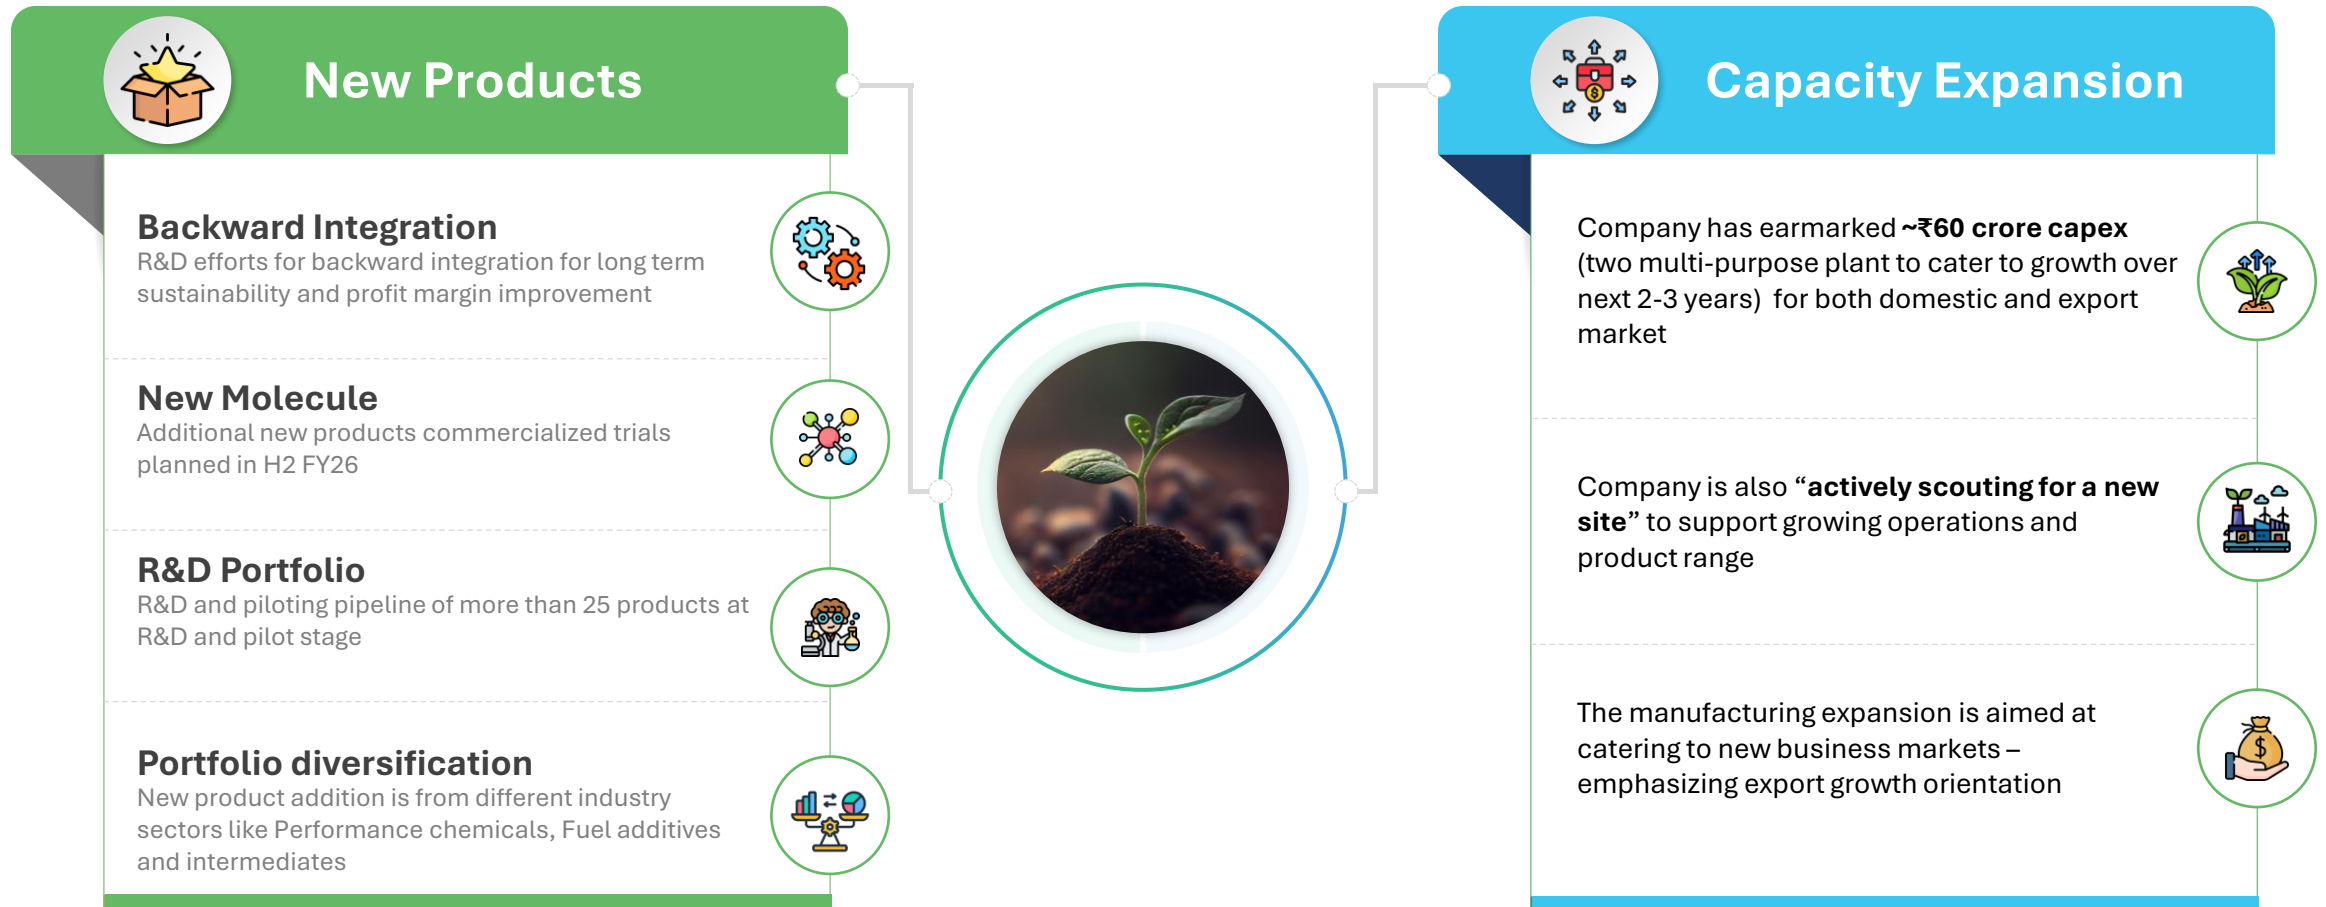 New Products
Backward Integration
R&D efforts for backward integration for long term
sustainability and profit margin improvement
New Molecule
Additional new products commercialized trials
planned in H2 FY26
R&D Portfolio
R&D and piloting pipeline of more than 25 products at
R&D and pilot stage
Portfolio diversification
New product addition is from different industry
sectors like Performance chemicals, Fuel additives
and intermediates
Capacity Expansion
Company has earmarked ~₹60 crore capex
(two multi-purpose plant to cater to growth over
next 2-3 years) for both domestic and export
market
Company is also “actively scouting for a new
site” to support growing operations and
product range
The manufacturing expansion is aimed at
catering to new business markets –
emphasizing export growth orientation